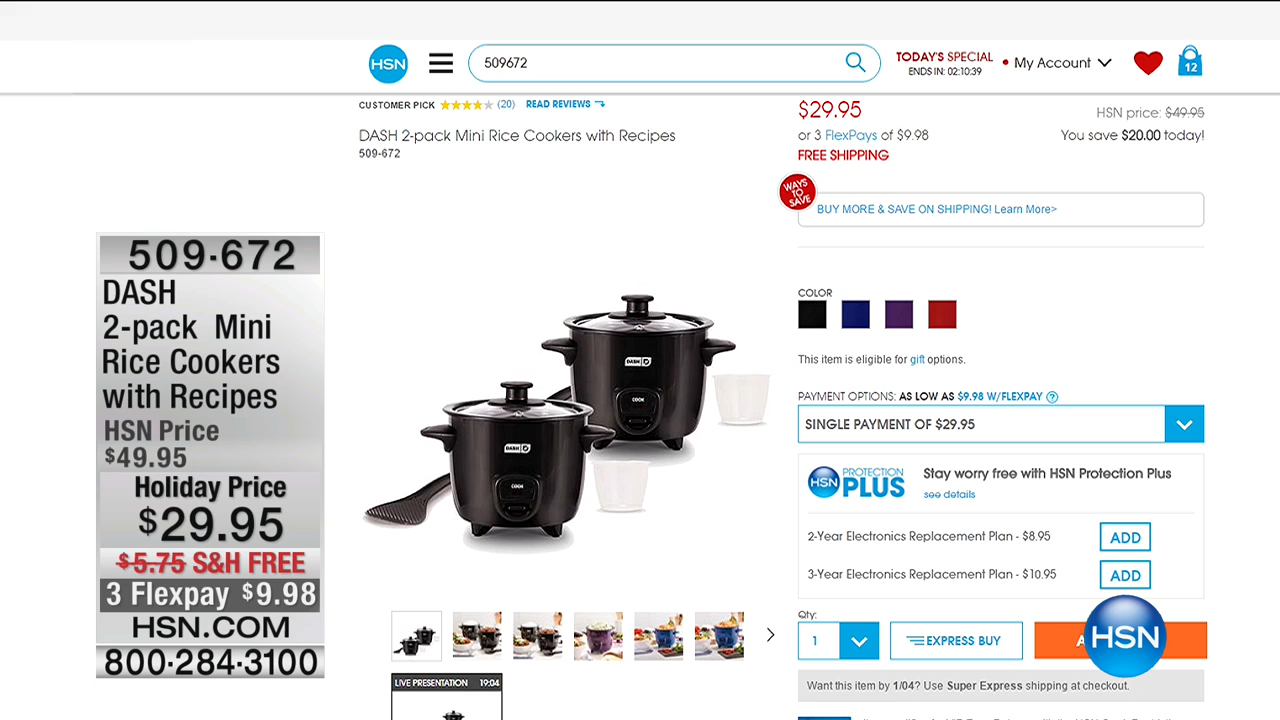 HSN
509672
TODAY'S SPECIAL
ENDS IN: 02:10:39
My Account
12
CUSTOMER PICK (20) READ REVIEWS
DASH 2-pack Mini Rice Cookers with Recipes
509-672
$29.95
HSN price: $49.95
or 3 FlexPays of $9.98
You save $20.00 today!
FREE SHIPPING
WAYS
TO
SAVE
BUY MORE & SAVE ON SHIPPING! Learn More>
509·672
DASH
2-pack Mini
Rice Cookers
with Recipes
HSN Price
$49.95
Holiday Price
$29.95
$5.75 S&H FREE
3 Flexpay $9.98
HSN.COM
800·284·3100
DASH
COOK
DASH
COOK
LIVE PRESENTATION 19:04
COLOR
This item is eligible for gift options.
PAYMENT OPTIONS: AS LOW AS $9.98 W/FLEXPAY ?
SINGLE PAYMENT OF $29.95
HSN PROTECTION
PLUS
Stay worry free with HSN Protection Plus
see details
2-Year Electronics Replacement Plan - $8.95 ADD
3-Year Electronics Replacement Plan - $10.95 ADD
Qty:
1
EXPRESS BUY
HSN
Want this item by 1/04? Use Super Express shipping at checkout.